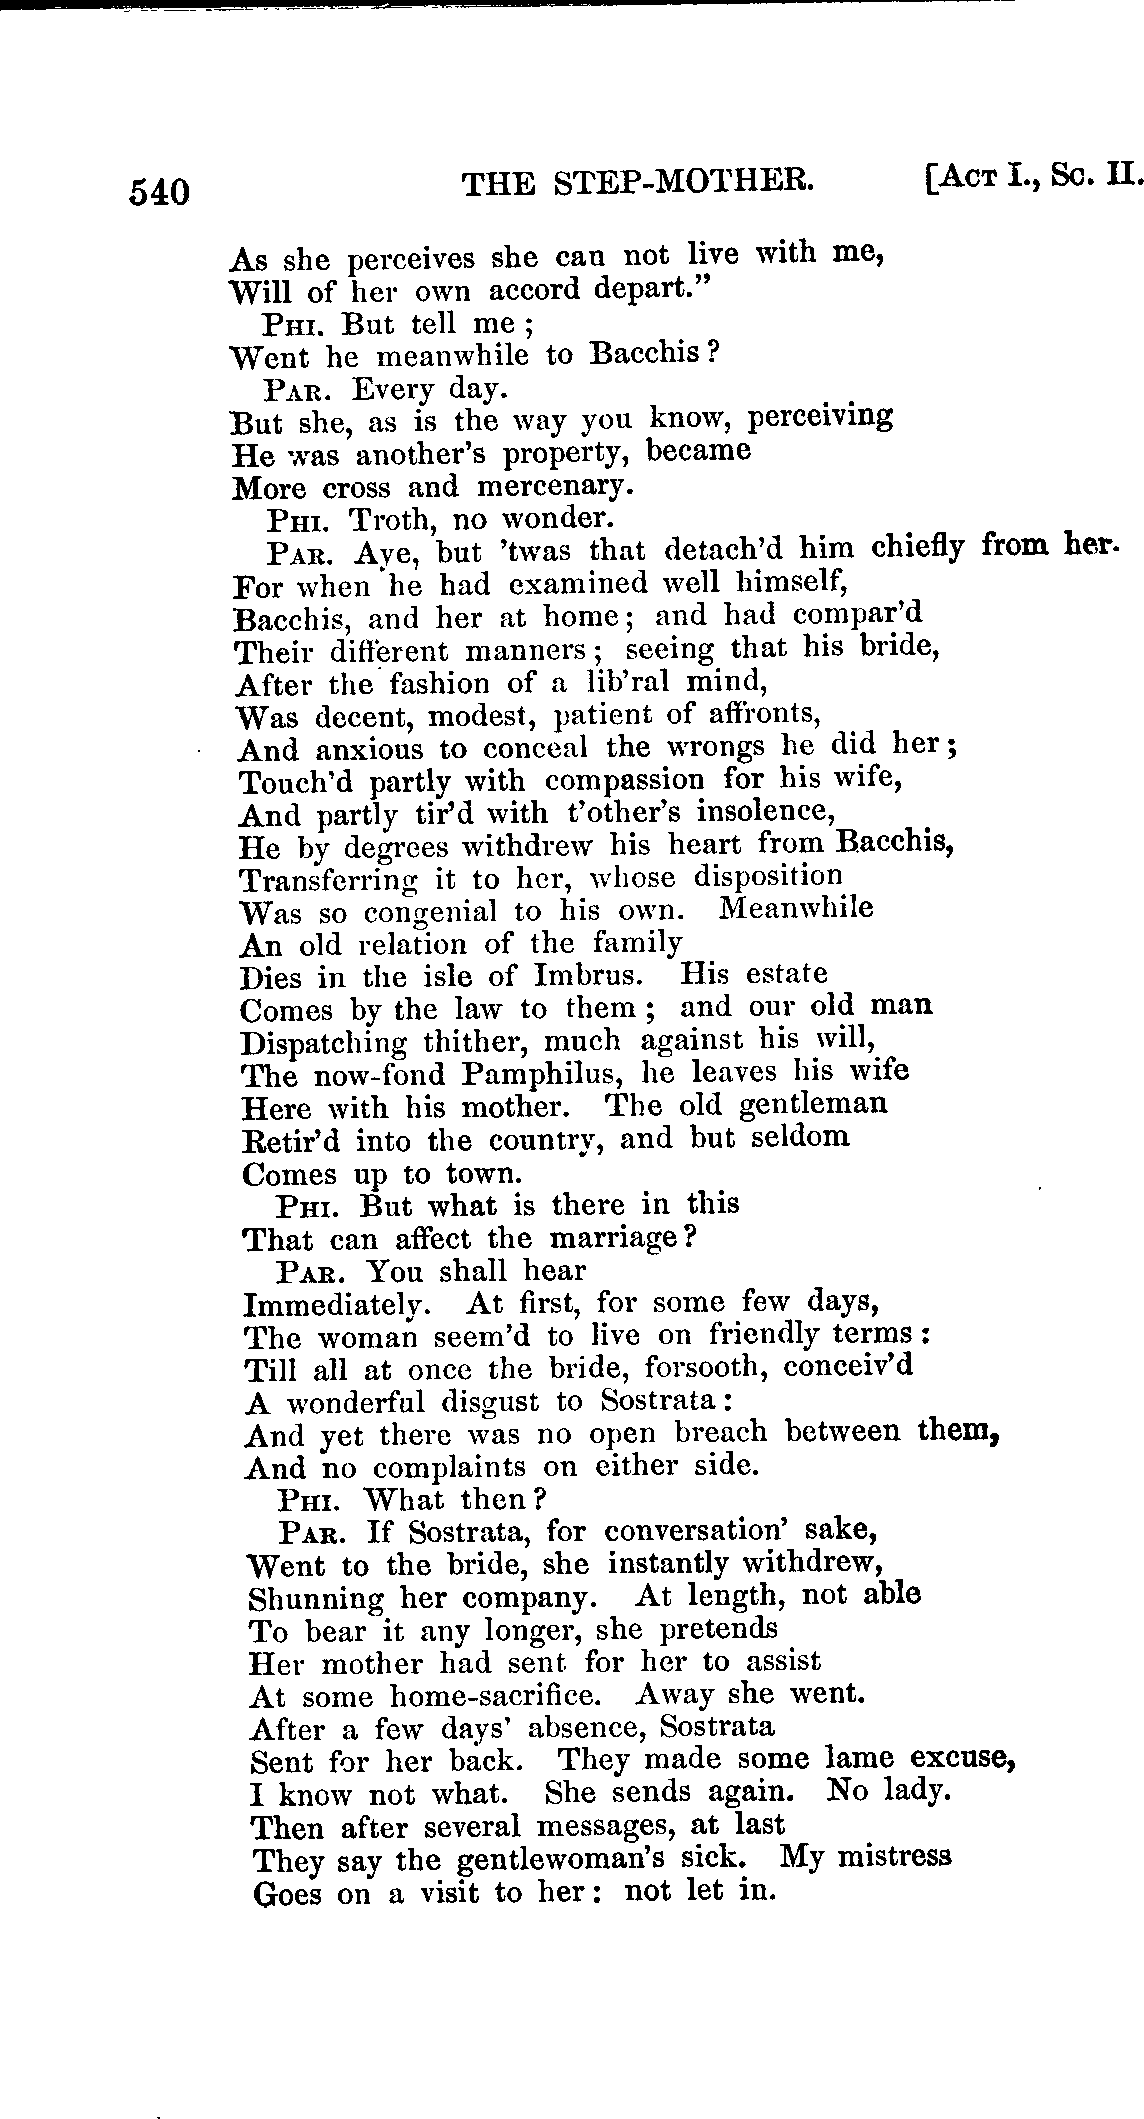 540 THE STEP-MOTHER. [ACT I., SC. II.
As she perceives she can not live with me,
Will of her own accord depart."
PHI. But tell me;
Went he meanwhile to Bacchis?
PAR. Every day.
But she, as is the way you know, perceiving
He was another's property, became
More cross and mercenary.
PHI. Troth, no wonder.
PAR. Aye, but 'twas that detach'd him chiefly from her.
For when he had examined well himself,
Bacchis, and her at home; and had compar'd
Their different manners; seeing that his bride,
After the fashion of a lib'ral mind,
Was decent, modest, patient of affronts,
And anxious to conceal the wrongs he did her;
Touch'd partly with compassion for his wife,
And partly tir'd with t'other's insolence,
He by degrees withdrew his heart from Bacchis,
Transferring it to her, whose disposition
Was so congenial to his own. Meanwhile
An old relation of the family
Dies in the isle of Imbrus. His estate
Comes by the law to them; and our old man
Dispatching thither, much against his will,
The now-fond Pamphilus, he leaves his wife
Here with his mother. The old gentleman
Retir'd into the country, and but seldom
Comes up to town.
PHI. But what is there in this
That can affect the marriage?
PAR. You shall hear
Immediately. At first, for some few days,
The woman seem'd to live on friendly terms:
Till all at once the bride, forsooth, conceiv'd
A wonderful disgust to Sostrata:
And yet there was no open breach between them,
And no complaints on either side.
PHI. What then?
PAR. If Sostrata, for conversation' sake,
Went to the bride, she instantly withdrew,
Shunning her company. At length, not able
To bear it any longer, she pretends
Her mother had sent for her to assist
At some home-sacrifice. Away she went.
After a few days' absence, Sostrata
Sent for her back. They made some lame excuse,
I know not what. She sends again. No lady.
Then after several messages, at last
They say the gentlewoman's sick. My mistress
Goes on a visit to her: not let in.